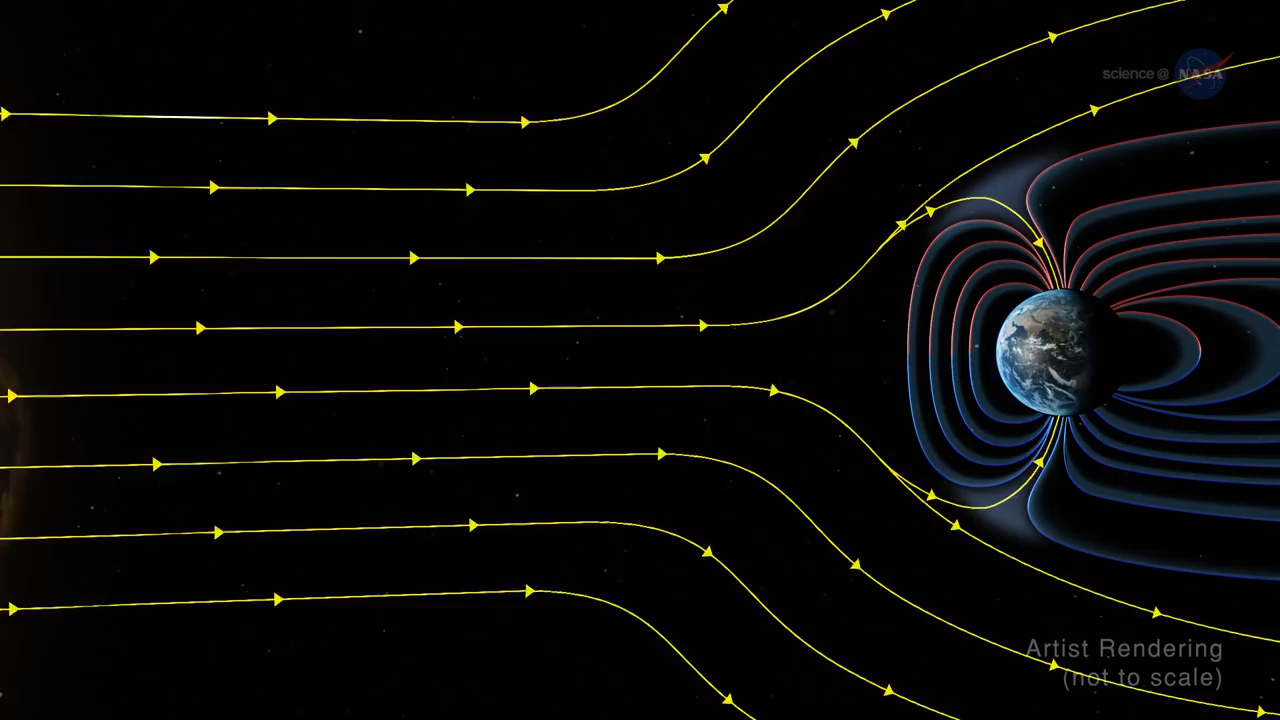 science@ NASA
Artist Rendering
(not to scale)